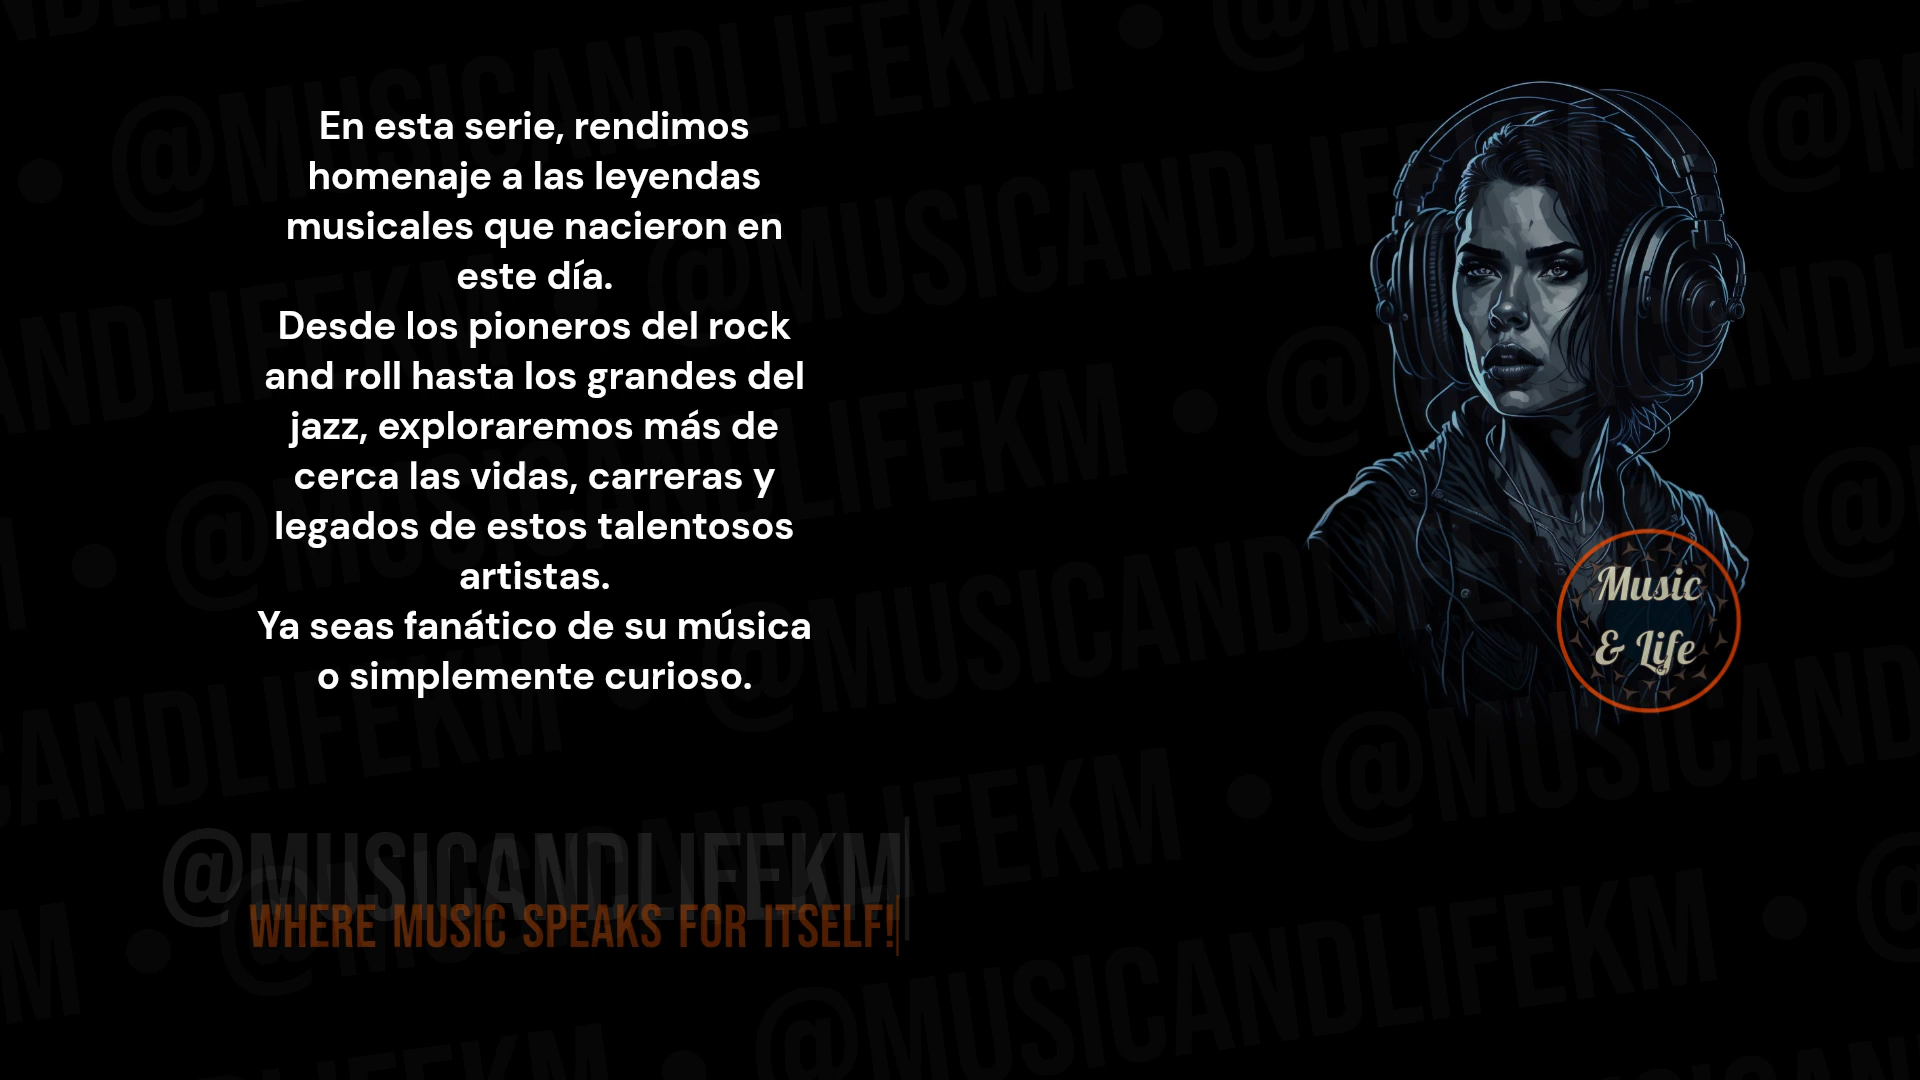 En esta serie, rendimos
homenaje a las leyendas
musicales que nacieron en
este día.
Desde los pioneros del rock
and roll hasta los grandes del
jazz, exploraremos más de
cerca las vidas, carreras y
legados de estos talentosos
artistas.
Ya seas fanático de su música
o simplemente curioso.
Music
& Life
@MUSICANDLIFEKM
WHERE MUSIC SPEAKS FOR ITSELF!